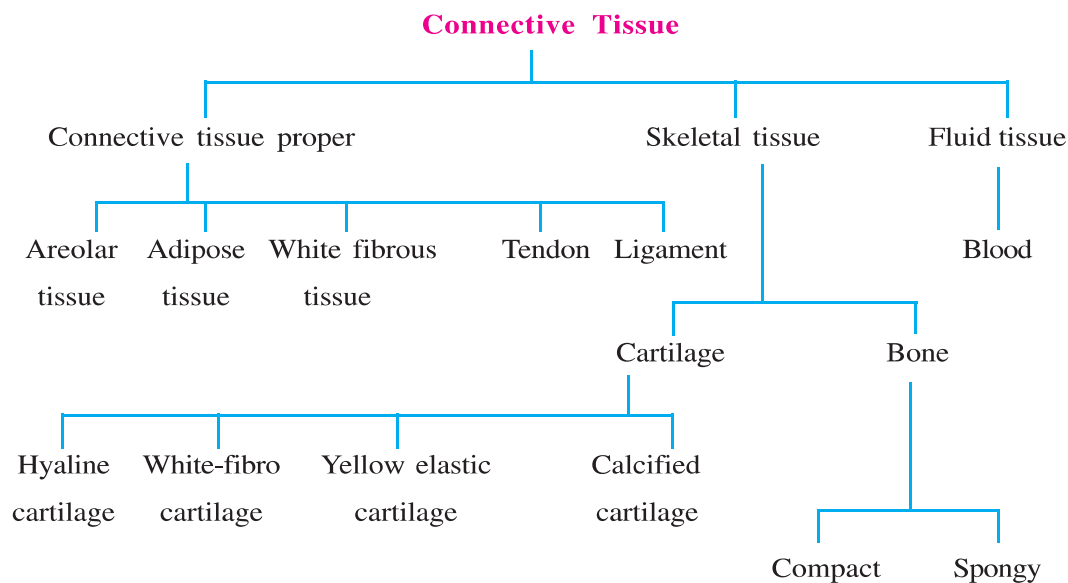 Connective Tissue
Connective tissue proper
Skeletal tissue
Fluid tissue
Areolar
tissue
Adipose
tissue
White fibrous
tissue
Tendon
Ligament
Blood
Cartilage
Bone
Hyaline
cartilage
White-fibro
cartilage
Yellow elastic
cartilage
Calcified
cartilage
Compact
Spongy